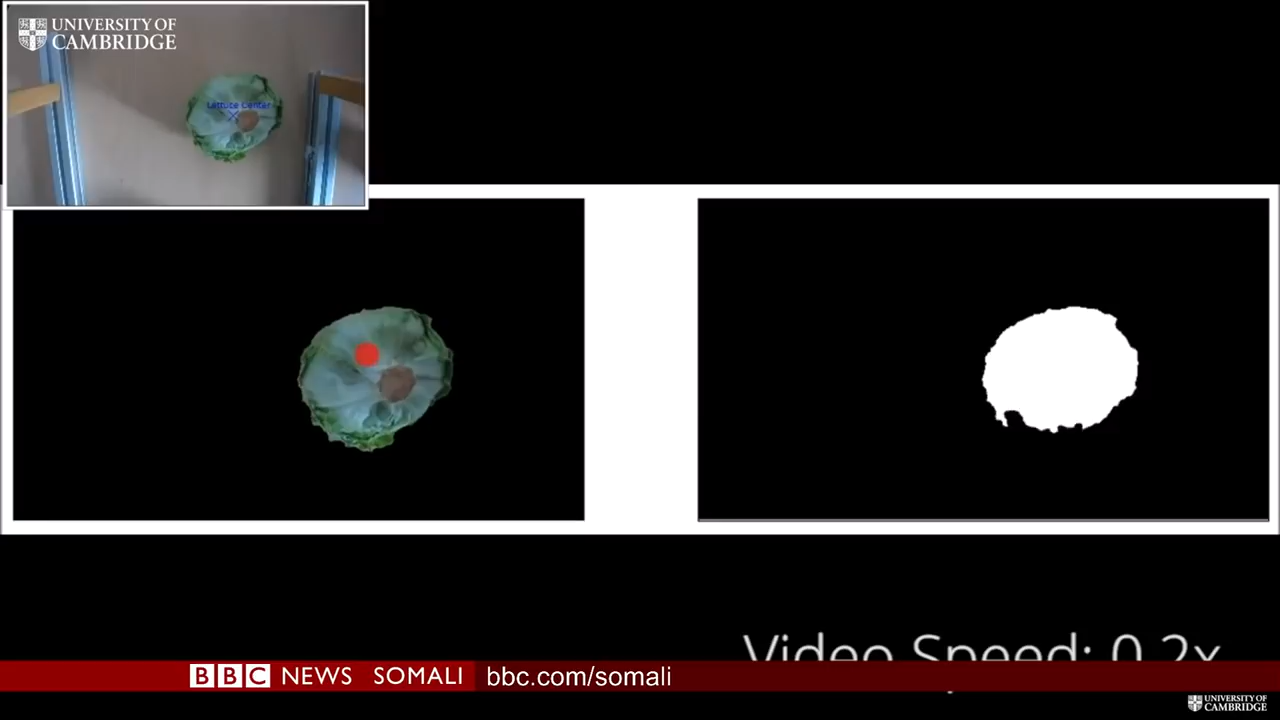 UNIVERSITY OF
CAMBRIDGE
Lettuce Center
Video Speed: 0.2x
BBC NEWS SOMALI bbc.com/somali
UNIVERSITY OF
CAMBRIDGE